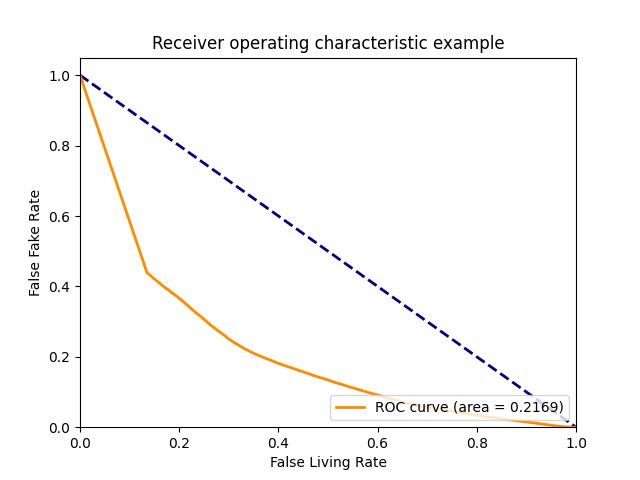 Receiver operating characteristic example
1.0
0.8
0.6
0.4
0.2
0.0
False Fake Rate
ROC curve (area = 0.2169)
0.0 0.2 0.4 0.6 0.8 1.0
False Living Rate